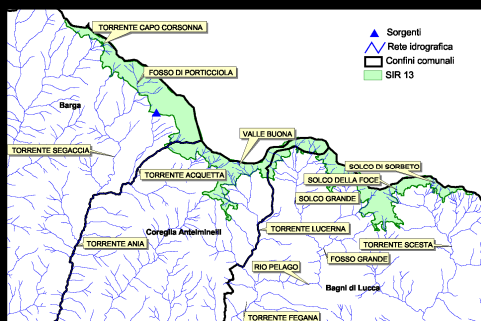 TORRENTE CAPO CORSONNA
Sorgenti
Rete idrografica
Confini comunali
SIR 13
FOSSO DI PORTICCIOLA
Barga
VALLE BUONA
TORRENTE SEGACCIA
SOLCO DI SORBETO
TORRENTE ACQUETTA
SOLCO DELLA FOCE
SOLCO GRANDE
Coreglia Antelminelli
TORRENTE LUCERNA
TORRENTE ANIA
TORRENTE SCESTA
FOSSO GRANDE
RIO PELAGO
Bagni di Lucca
TORRENTE FEGANA